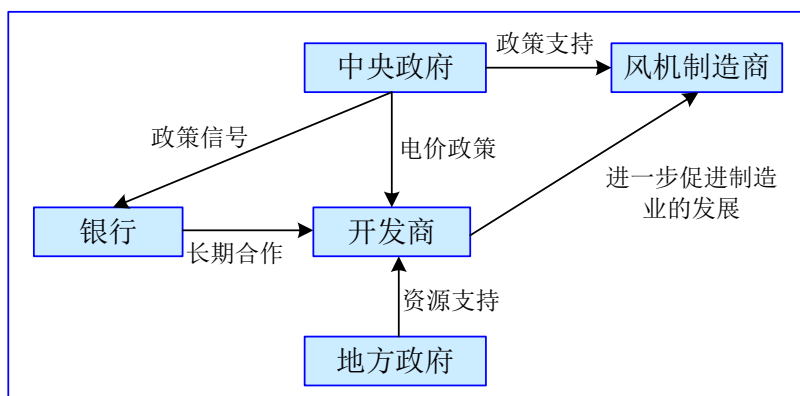 政策支持
中央政府
风机制造商
政策信号
电价政策
进一步促进制造
业的发展
银行
开发商
长期合作
资源支持
地方政府